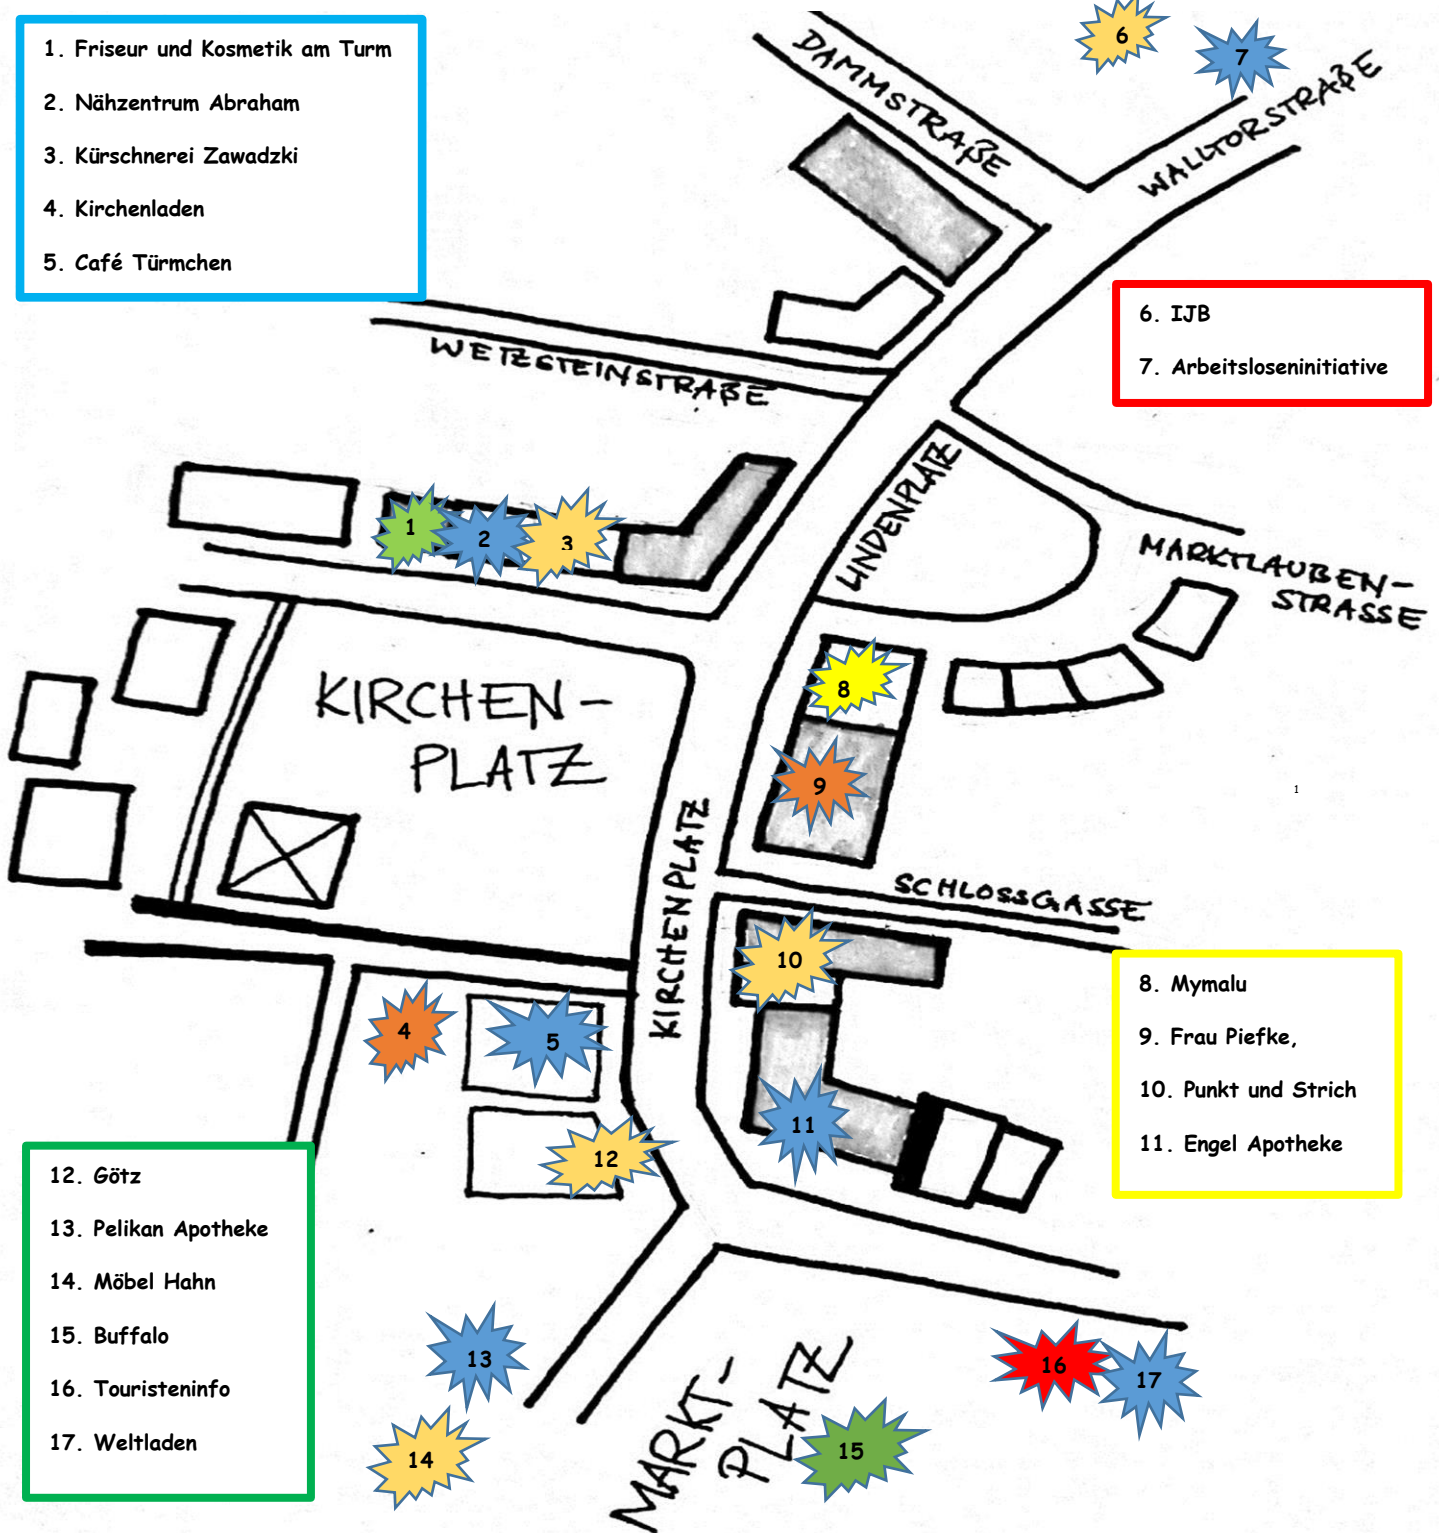 1. Friseur und Kosmetik am Turm
2. Nähzentrum Abraham
3. Kürschnerei Zawadzki
4. Kirchenladen
5. Café Türmchen
6
7
DAMMSTRAßE
WALLTORSTRAßE
6. IJB
7. Arbeitsloseninitiative
WETZSTEINSTRAßE
LINDENPLATZ
MARKTLAUBEN-
STRASSE
1
2
3
KIRCHEN-
PLATZ
8
9
1
KIRCHENPLATZ
SCHLOSSGASSE
10
4
5
11
12
8. Mymalu
9. Frau Piefke,
10. Punkt und Strich
11. Engel Apotheke
12. Götz
13. Pelikan Apotheke
14. Möbel Hahn
15. Buffalo
16. Touristeninfo
17. Weltladen
13
14
MARKT-
PLATZ
15
16
17